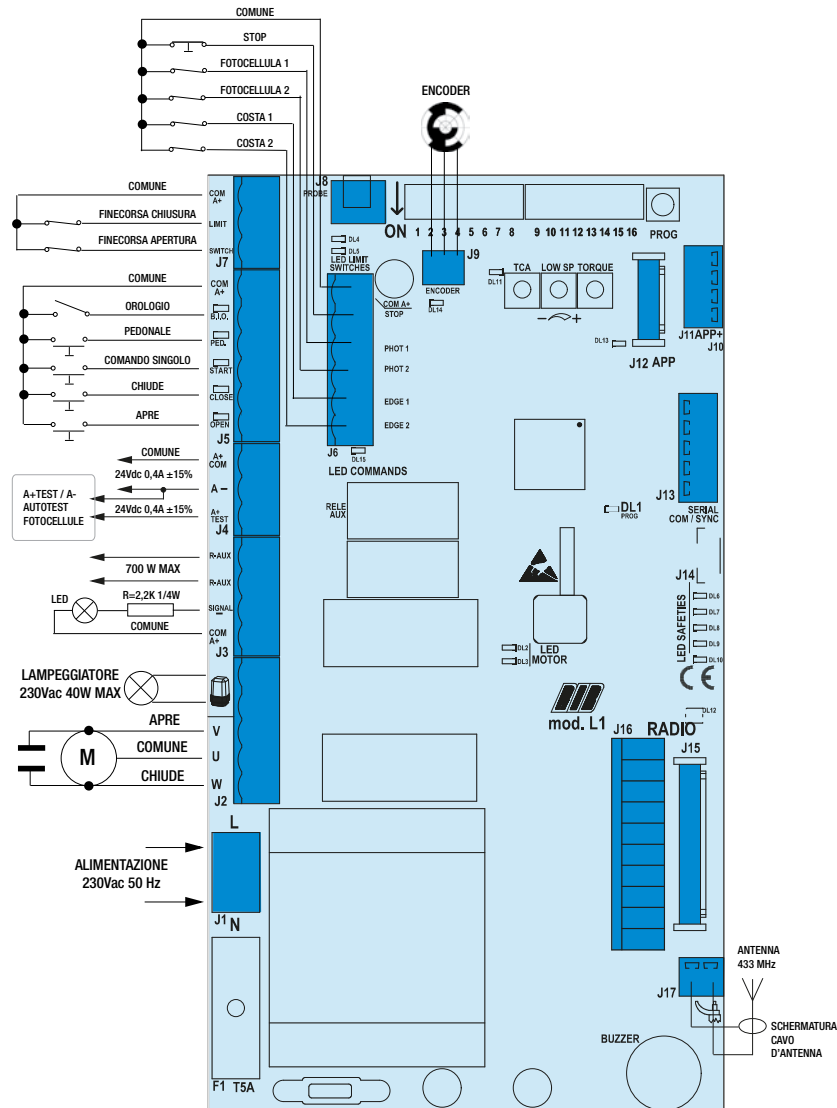 COMUNE
STOP
FOTOCELLULA 1
FOTOCELLULA 2
COSTA 1
COSTA 2
ENCODER
COMUNE
FINECORSA CHIUSURA
FINECORSA APERTURA
COM
A+
LIMIT
SWITCH
J7
COMUNE
OROLOGIO
PEDONALE
COMANDO SINGOLO
CHIUDE
APRE
COM
A+
B.I.O.
PED.
START
CLOSE
OPEN
J5
COMUNE
24Vdc 0,4A ±15%
24Vdc 0,4A ±15%
A+TEST / A-
AUTOTEST
FOTOCELLULE
A+
COM
A-
A+
TEST
J4
700 W MAX
LED
R=2,2K 1/4W
COMUNE
R-AUX
R-AUX
SIGNAL
-
COM
A+
J3
LAMPEGGIATORE
230Vac 40W MAX
APRE
COMUNE
CHIUDE
M
V
U
W
J2
L
ALIMENTAZIONE
230Vac 50 Hz
J1
N
F1 T5A
J8
PROBE
ON
1 2 3 4 5 6 7 8
9 10 11 12 13 14 15 16
PROG
DL4
DL5
LED LIMIT
SWITCHES
COM A+
STOP
PHOT 1
PHOT 2
EDGE 1
EDGE 2
J6
DL15
LED COMMANDS
J9
ENCODER
DL14
DL11
TCA
LOW SP
TORQUE
- +
DL13
J12 APP
J11 APP+
J10
J13
SERIAL
COM / SYNC
RELE
AUX
DL1
PROG
J14
LED SAFETIES
DL6
DL7
DL8
DL9
DL10
CE
DL2
DL3
LED
MOTOR
mod. L1
DL12
J16
RADIO
J15
J17
ANTENNA
433 MHz
SCHERMATURA
CAVO
D'ANTENNA
BUZZER